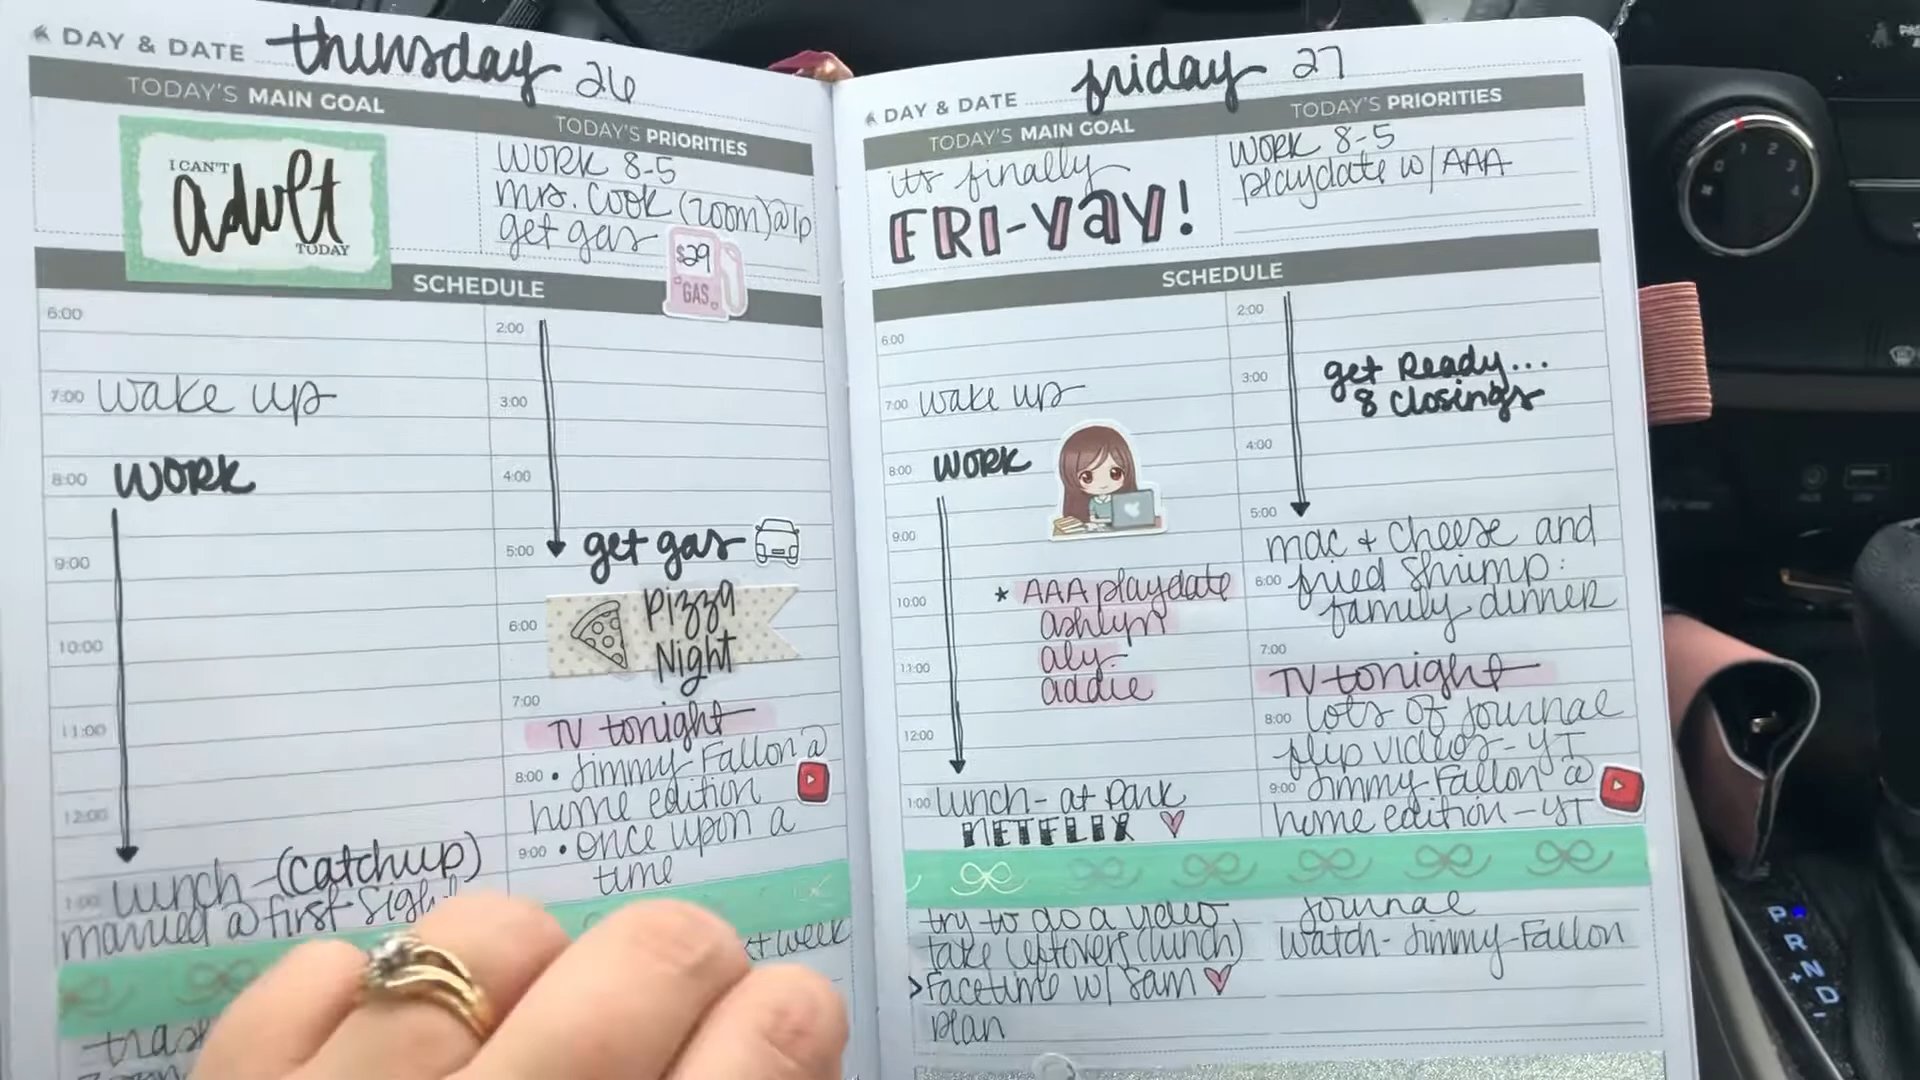 DAY & DATE thursday 26
TODAY'S MAIN GOAL
I CAN'T
adult
TODAY
TODAY'S PRIORITIES
WORK 8-5
mrs. Cook (zoom)@1p
get gas
$29
GAS
SCHEDULE
6:00
7:00 wake up
8:00 WORK
9:00
10:00
11:00
12:00
1:00 lunch-(catchup)
married @ first sigh
2:00
3:00
4:00
5:00 get gas
6:00 Pizza
Night
7:00
TV tonight
8:00 • Jimmy Fallon @
home edition
9:00 • once upon a
time
week
tras
DAY & DATE friday 27
TODAY'S MAIN GOAL
its finally
FRI-YAY!
TODAY'S PRIORITIES
WORK 8-5
playdate w/ AAA
SCHEDULE
6:00
7:00 wake up
8:00 WORK
9:00
10:00 * AAA playdate
ashlyn
11:00 aly
addie
12:00
1:00 lunch- at park
NETFLIX
2:00
3:00 get Ready...
8 closings
4:00
5:00
mac + cheese and
6:00 fried shrimp:
family dinner
7:00
TV tonight
8:00 lots of journal
flip videos-YT
9:00 Jimmy Fallon @
home edition-YT
try to do a video
take leftovers (lunch)
>Facetime w/ Sam
plan
journal
watch- Jimmy Fallon
0 1 2 3 4
P
R
N
+ D
-